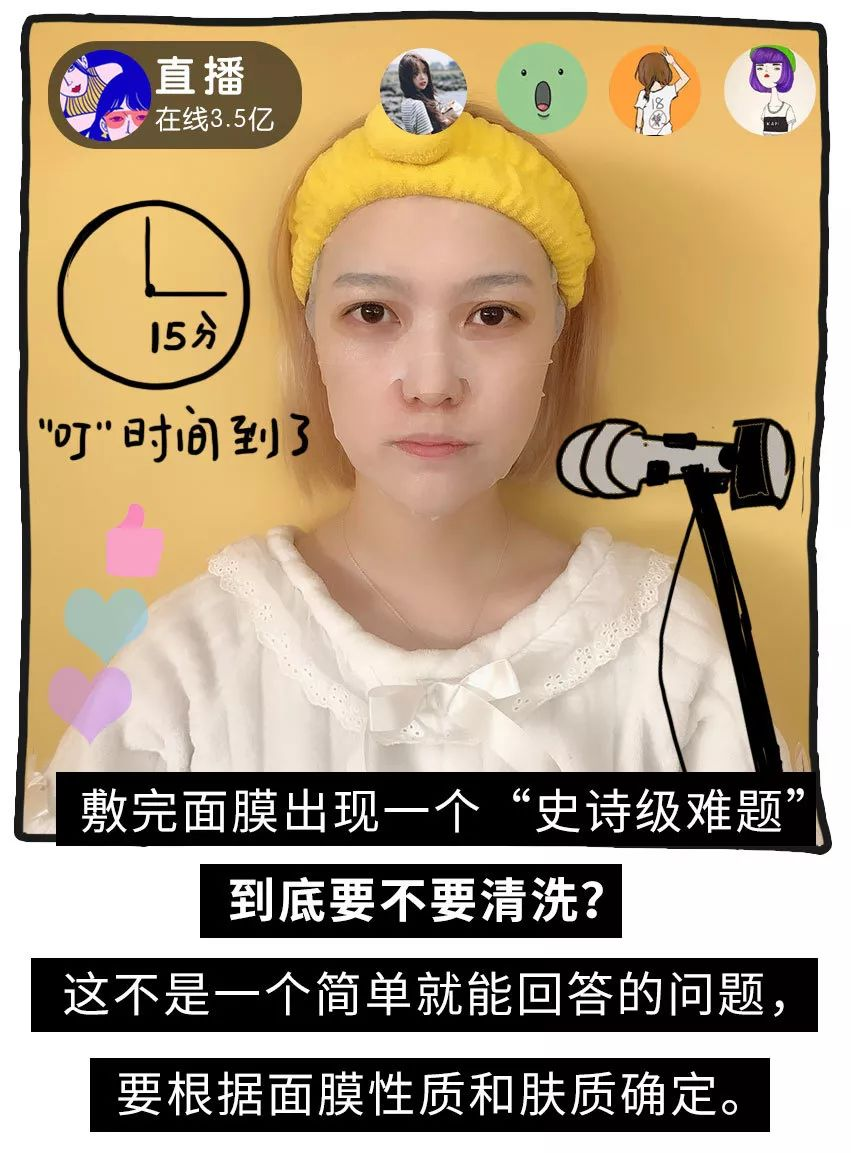 直播
在线3.5亿
18
KAPI
15分
"叮"时间到了
敷完面膜出现一个“史诗级难题”
到底要不要清洗？
这不是一个简单就能回答的问题，
要根据面膜性质和肤质确定。